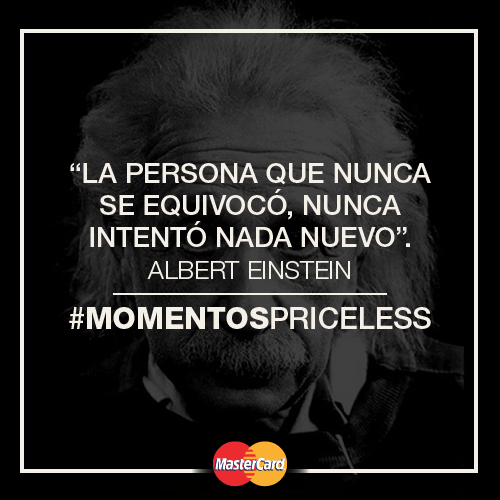 “LA PERSONA QUE NUNCA
SE EQUIVOCÓ, NUNCA
INTENTÓ NADA NUEVO”.
ALBERT EINSTEIN
#MOMENTOSPRICELESS
MasterCard